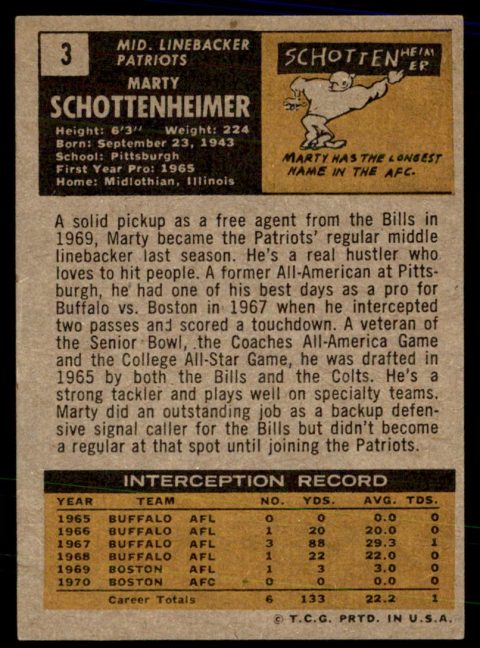 3
MID. LINEBACKER
PATRIOTS
MARTY
SCHOTTENHEIMER
Height: 6'3" Weight: 224
Born: September 23, 1943
School: Pittsburgh
First Year Pro: 1965
Home: Midlothian, Illinois
SCHOTTENHEIM
ER
MARTY HAS THE LONGEST
NAME IN THE AFC.
A solid pickup as a free agent from the Bills in
1969, Marty became the Patriots' regular middle
linebacker last season. He's a real hustler who
loves to hit people. A former All-American at Pitts-
burgh, he had one of his best days as a pro for
Buffalo vs. Boston in 1967 when he intercepted
two passes and scored a touchdown. A veteran of
the Senior Bowl, the Coaches All-America Game
and the College All-Star Game, he was drafted in
1965 by both the Bills and the Colts. He's a
strong tackler and plays well on specialty teams.
Marty did an outstanding job as a backup defen-
sive signal caller for the Bills but didn't become
a regular at that spot until joining the Patriots.
INTERCEPTION RECORD
YEAR TEAM NO. YDS. AVG. TDS.
1965 BUFFALO AFL 0 0 0.0 0
1966 BUFFALO AFL 1 20 20.0 0
1967 BUFFALO AFL 3 88 29.3 1
1968 BUFFALO AFL 1 22 22.0 0
1969 BOSTON AFL 1 3 3.0 0
1970 BOSTON AFC 0 0 0.0 0
Career Totals 6 133 22.2 1
© T.C.G. PRTD. IN U.S.A.